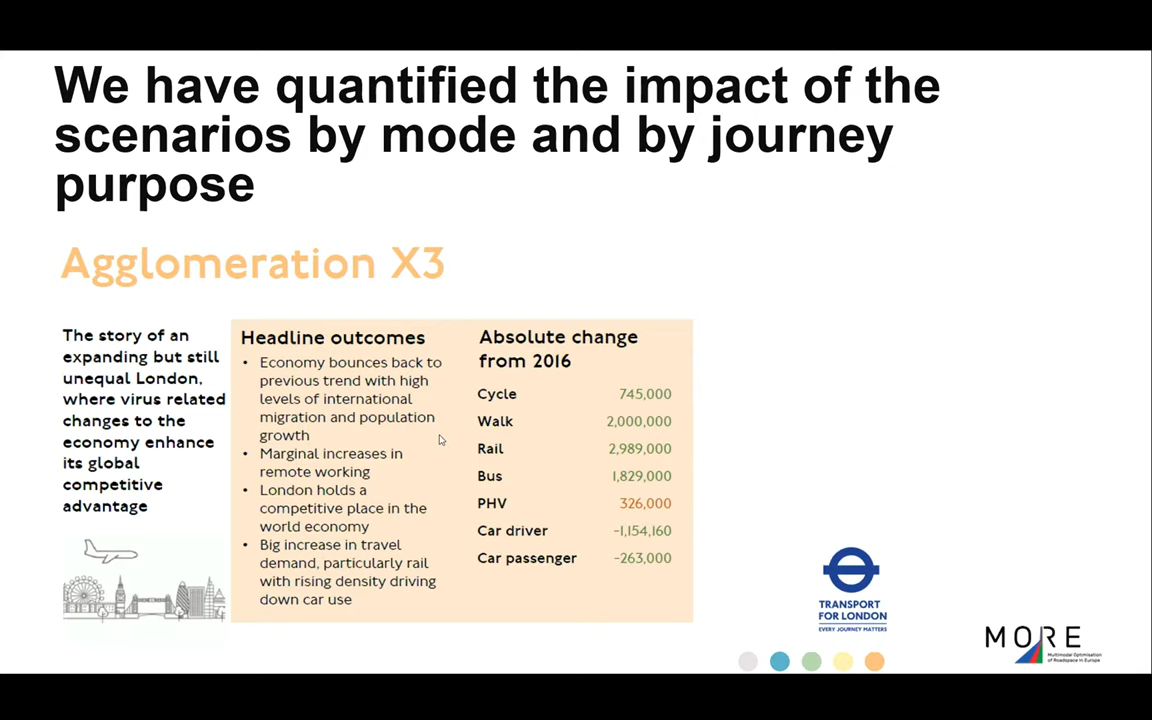 We have quantified the impact of the
scenarios by mode and by journey
purpose
Agglomeration X3
The story of an
expanding but still
unequal London,
where virus related
changes to the
economy enhance
its global
competitive
advantage
Headline outcomes
• Economy bounces back to
previous trend with high
levels of international
migration and population
growth
• Marginal increases in
remote working
• London holds a
competitive place in the
world economy
• Big increase in travel
demand, particularly rail
with rising density driving
down car use
Absolute change
from 2016
Cycle 745,000
Walk 2,000,000
Rail 2,989,000
Bus 1,829,000
PHV 326,000
Car driver -1,154,160
Car passenger -263,000
TRANSPORT
FOR LONDON
EVERY JOURNEY MATTERS
MORE
Multimodal Optimisation
of Roadspace in Europe